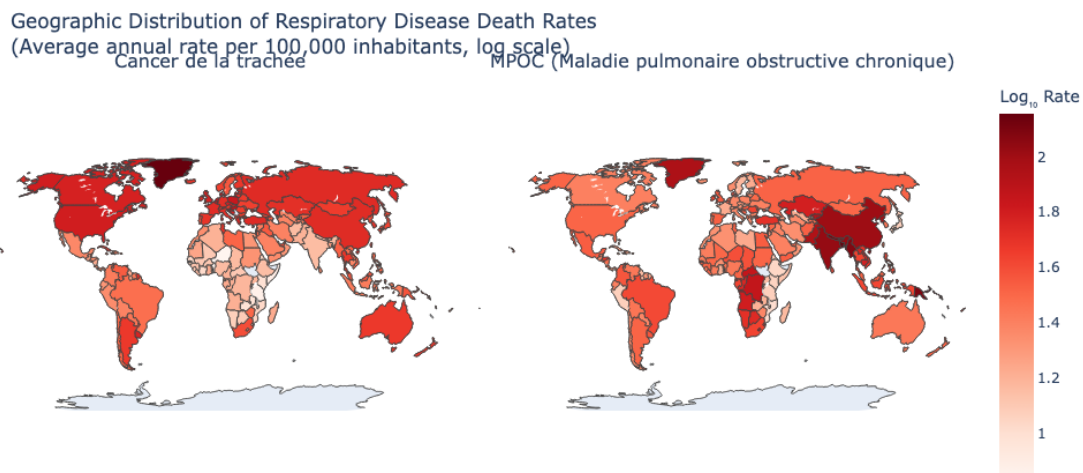 Geographic Distribution of Respiratory Disease Death Rates
(Average annual rate per 100,000 inhabitants, log scale)
Cancer de la trachée
MPOC (Maladie pulmonaire obstructive chronique)
Log₁₀ Rate
2
1.8
1.6
1.4
1.2
1